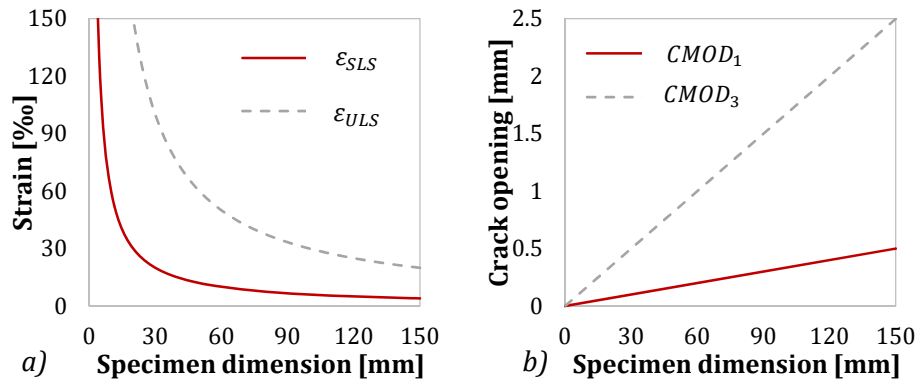 Strain [‰]
150
120
90
60
30
0
ε_SLS
ε_ULS
0 30 60 90 120 150
a) Specimen dimension [mm]
Crack opening [mm]
2.5
2
1.5
1
0.5
0
CMOD₁
CMOD₃
0 30 60 90 120 150
b) Specimen dimension [mm]